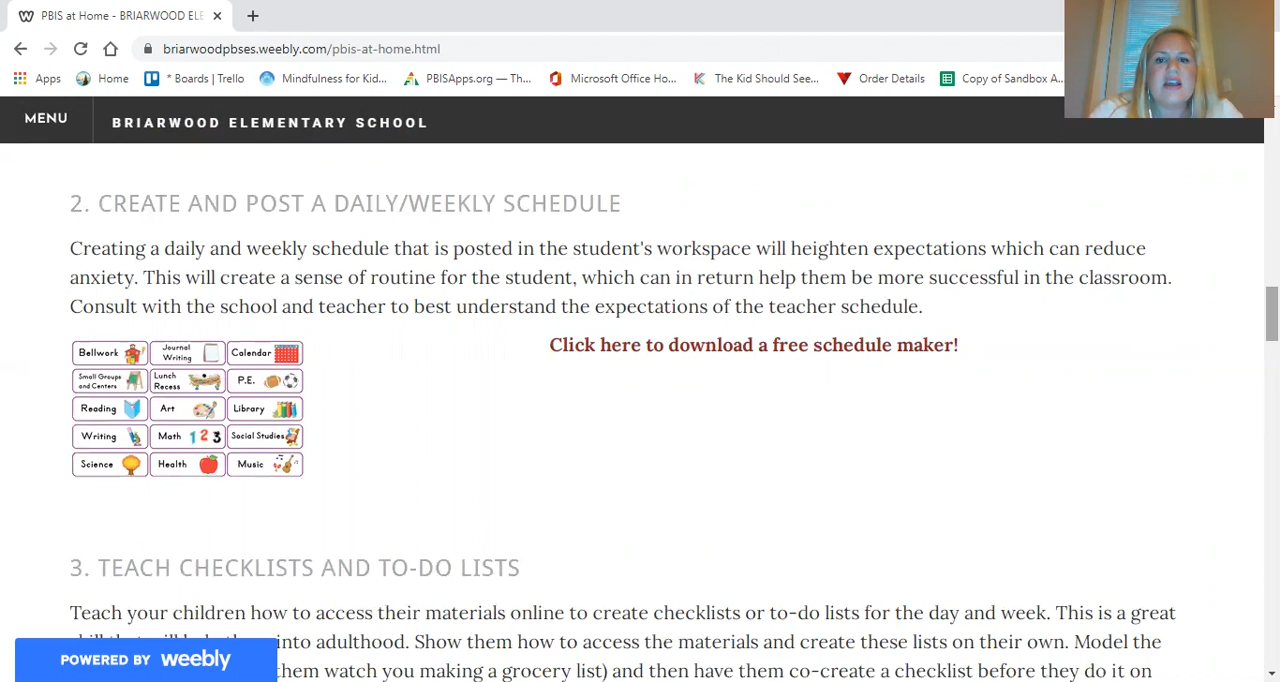 PBIS at Home - BRIARWOOD ELE
briarwoodpbses.weebly.com/pbis-at-home.html
Apps Home * Boards | Trello Mindfulness for Kid... PBISApps.org — Th... Microsoft Office Ho... The Kid Should See... Order Details Copy of Sandbox A...
MENU BRIARWOOD ELEMENTARY SCHOOL
2. CREATE AND POST A DAILY/WEEKLY SCHEDULE
Creating a daily and weekly schedule that is posted in the student's workspace will heighten expectations which can reduce
anxiety. This will create a sense of routine for the student, which can in return help them be more successful in the classroom.
Consult with the school and teacher to best understand the expectations of the teacher schedule.
Click here to download a free schedule maker!
Bellwork Journal Writing Calendar
Small Groups and Centers Lunch Recess P.E.
Reading Art Library
Writing Math 1 2 3 Social Studies
Science Health Music
3. TEACH CHECKLISTS AND TO-DO LISTS
Teach your children how to access their materials online to create checklists or to-do lists for the day and week. This is a great
into adulthood. Show them how to access the materials and create these lists on their own. Model the
them watch you making a grocery list) and then have them co-create a checklist before they do it on
POWERED BY weebly